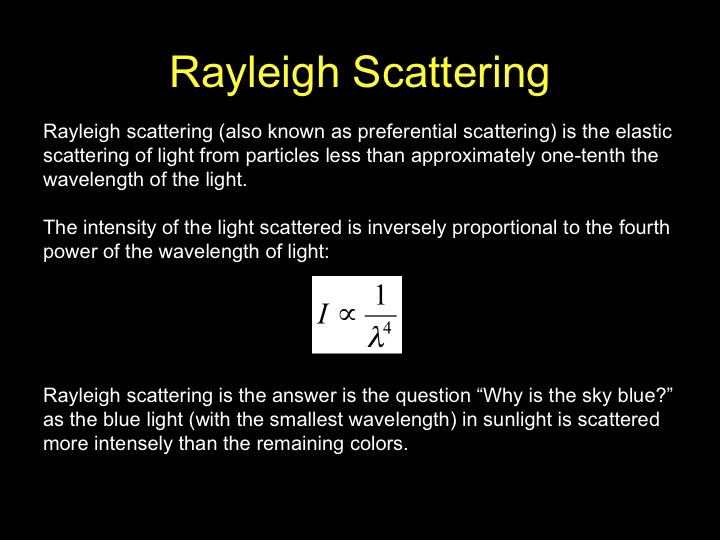 Rayleigh Scattering
Rayleigh scattering (also known as preferential scattering) is the elastic
scattering of light from particles less than approximately one-tenth the
wavelength of the light.
The intensity of the light scattered is inversely proportional to the fourth
power of the wavelength of light:
I ∝ 1/λ⁴
Rayleigh scattering is the answer is the question “Why is the sky blue?”
as the blue light (with the smallest wavelength) in sunlight is scattered
more intensely than the remaining colors.